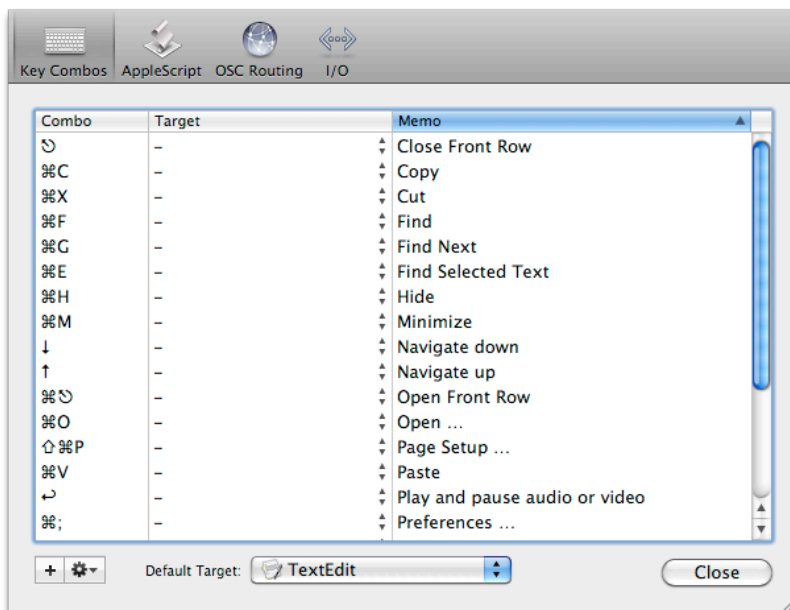 Key Combos AppleScript OSC Routing I/O
Combo Target Memo
⎋ – Close Front Row
⌘C – Copy
⌘X – Cut
⌘F – Find
⌘G – Find Next
⌘E – Find Selected Text
⌘H – Hide
⌘M – Minimize
↓ – Navigate down
↑ – Navigate up
⌘⎋ – Open Front Row
⌘O – Open ...
⇧⌘P – Page Setup ...
⌘V – Paste
↩ – Play and pause audio or video
⌘; – Preferences ...
Default Target: TextEdit Close